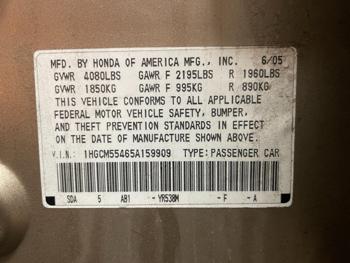 MFD. BY HONDA OF AMERICA MFG., INC. 6/05
GVWR 4080LBS GAWR F 2195LBS R 1960LBS
GVWR 1850KG GAWR F 995KG R 890KG
THIS VEHICLE CONFORMS TO ALL APPLICABLE
FEDERAL MOTOR VEHICLE SAFETY, BUMPER,
AND THEFT PREVENTION STANDARDS IN EFFECT
ON THE DATE OF MANUFACTURE SHOWN ABOVE.
V.I.N: 1HGCM55465A159909 TYPE: PASSENGER CAR
SDA 5 AB1 -YR538M -F -A